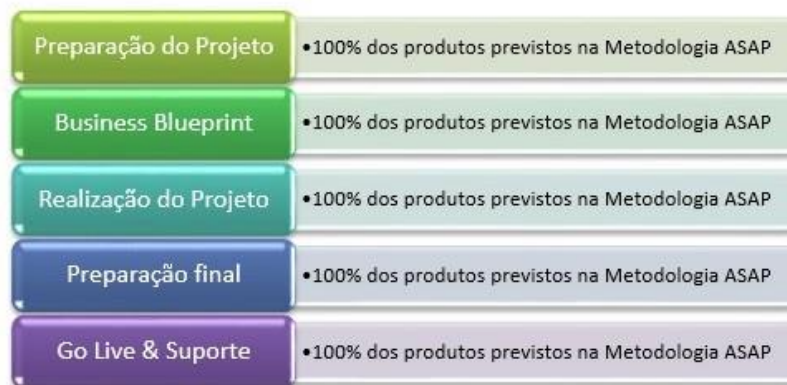 Preparação do Projeto
•100% dos produtos previstos na Metodologia ASAP
Business Blueprint
•100% dos produtos previstos na Metodologia ASAP
Realização do Projeto
•100% dos produtos previstos na Metodologia ASAP
Preparação final
•100% dos produtos previstos na Metodologia ASAP
Go Live & Suporte
•100% dos produtos previstos na Metodologia ASAP